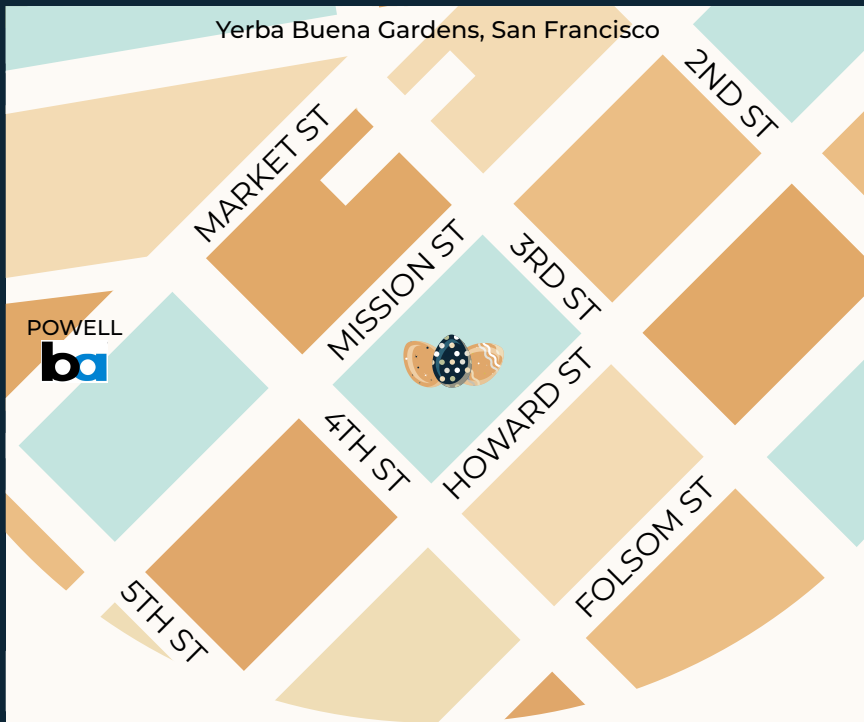 Yerba Buena Gardens, San Francisco
2ND ST
MARKET ST
MISSION ST
3RD ST
POWELL
ba
HOWARD ST
4TH ST
FOLSOM ST
5TH ST